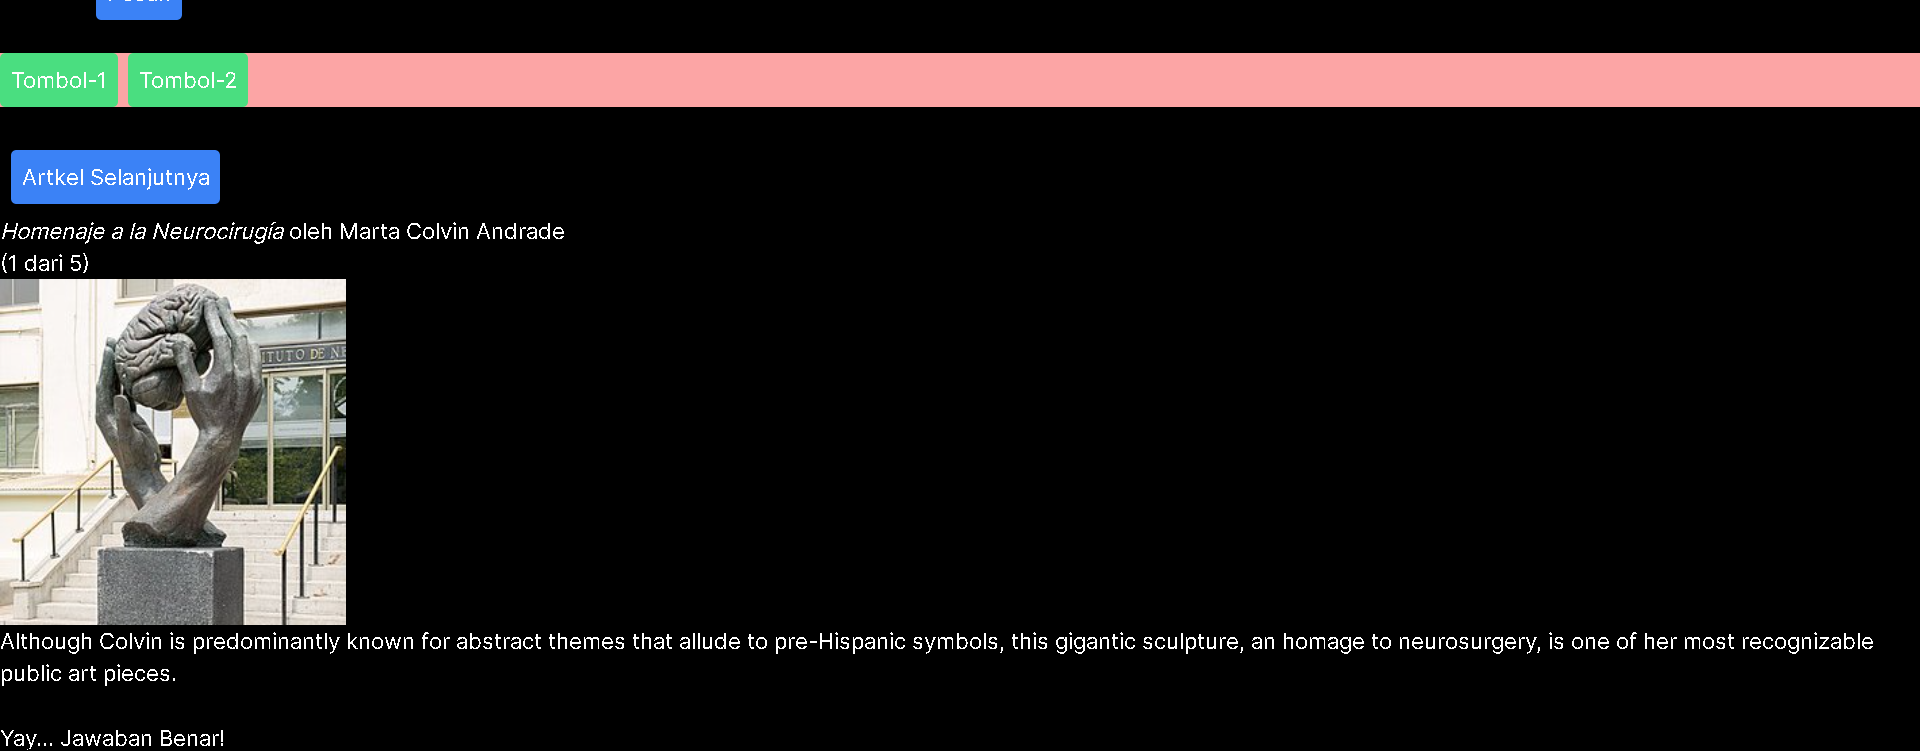 Tombol-1 Tombol-2
Artkel Selanjutnya
Homenaje a la Neurocirugía oleh Marta Colvin Andrade
(1 dari 5)
ITUTO DE NE
Although Colvin is predominantly known for abstract themes that allude to pre-Hispanic symbols, this gigantic sculpture, an homage to neurosurgery, is one of her most recognizable
public art pieces.
Yay... Jawaban Benar!